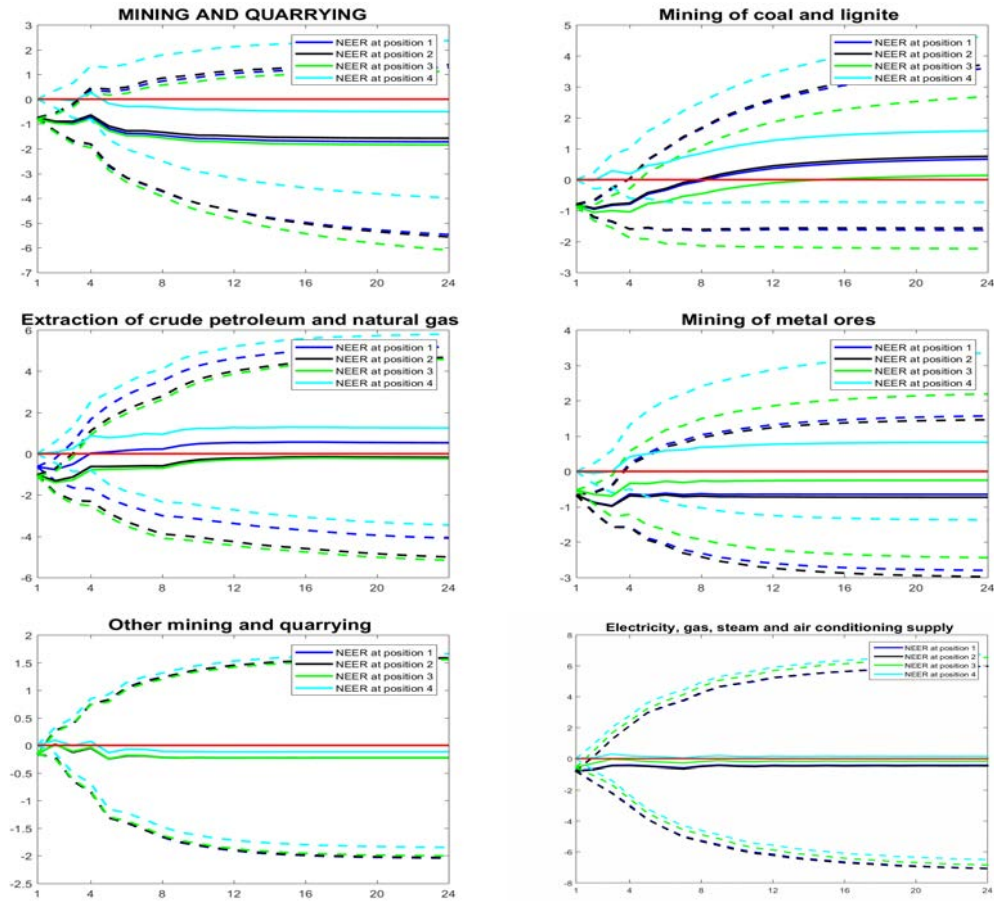 MINING AND QUARRYING
3
2
1
0
-1
-2
-3
-4
-5
-6
-7
1 4 8 12 16 20 24
NEER at position 1
NEER at position 2
NEER at position 3
NEER at position 4
Mining of coal and lignite
5
4
3
2
1
0
-1
-2
-3
1 4 8 12 16 20 24
NEER at position 1
NEER at position 2
NEER at position 3
NEER at position 4
Extraction of crude petroleum and natural gas
6
4
2
0
-2
-4
-6
1 4 8 12 16 20 24
NEER at position 1
NEER at position 2
NEER at position 3
NEER at position 4
Mining of metal ores
4
3
2
1
0
-1
-2
-3
1 4 8 12 16 20 24
NEER at position 1
NEER at position 2
NEER at position 3
NEER at position 4
Other mining and quarrying
2
1.5
1
0.5
0
-0.5
-1
-1.5
-2
-2.5
1 4 8 12 16 20 24
NEER at position 1
NEER at position 2
NEER at position 3
NEER at position 4
Electricity, gas, steam and air conditioning supply
8
6
4
2
0
-2
-4
-6
-8
1 4 8 12 16 20 24
NEER at position 1
NEER at position 2
NEER at position 3
NEER at position 4